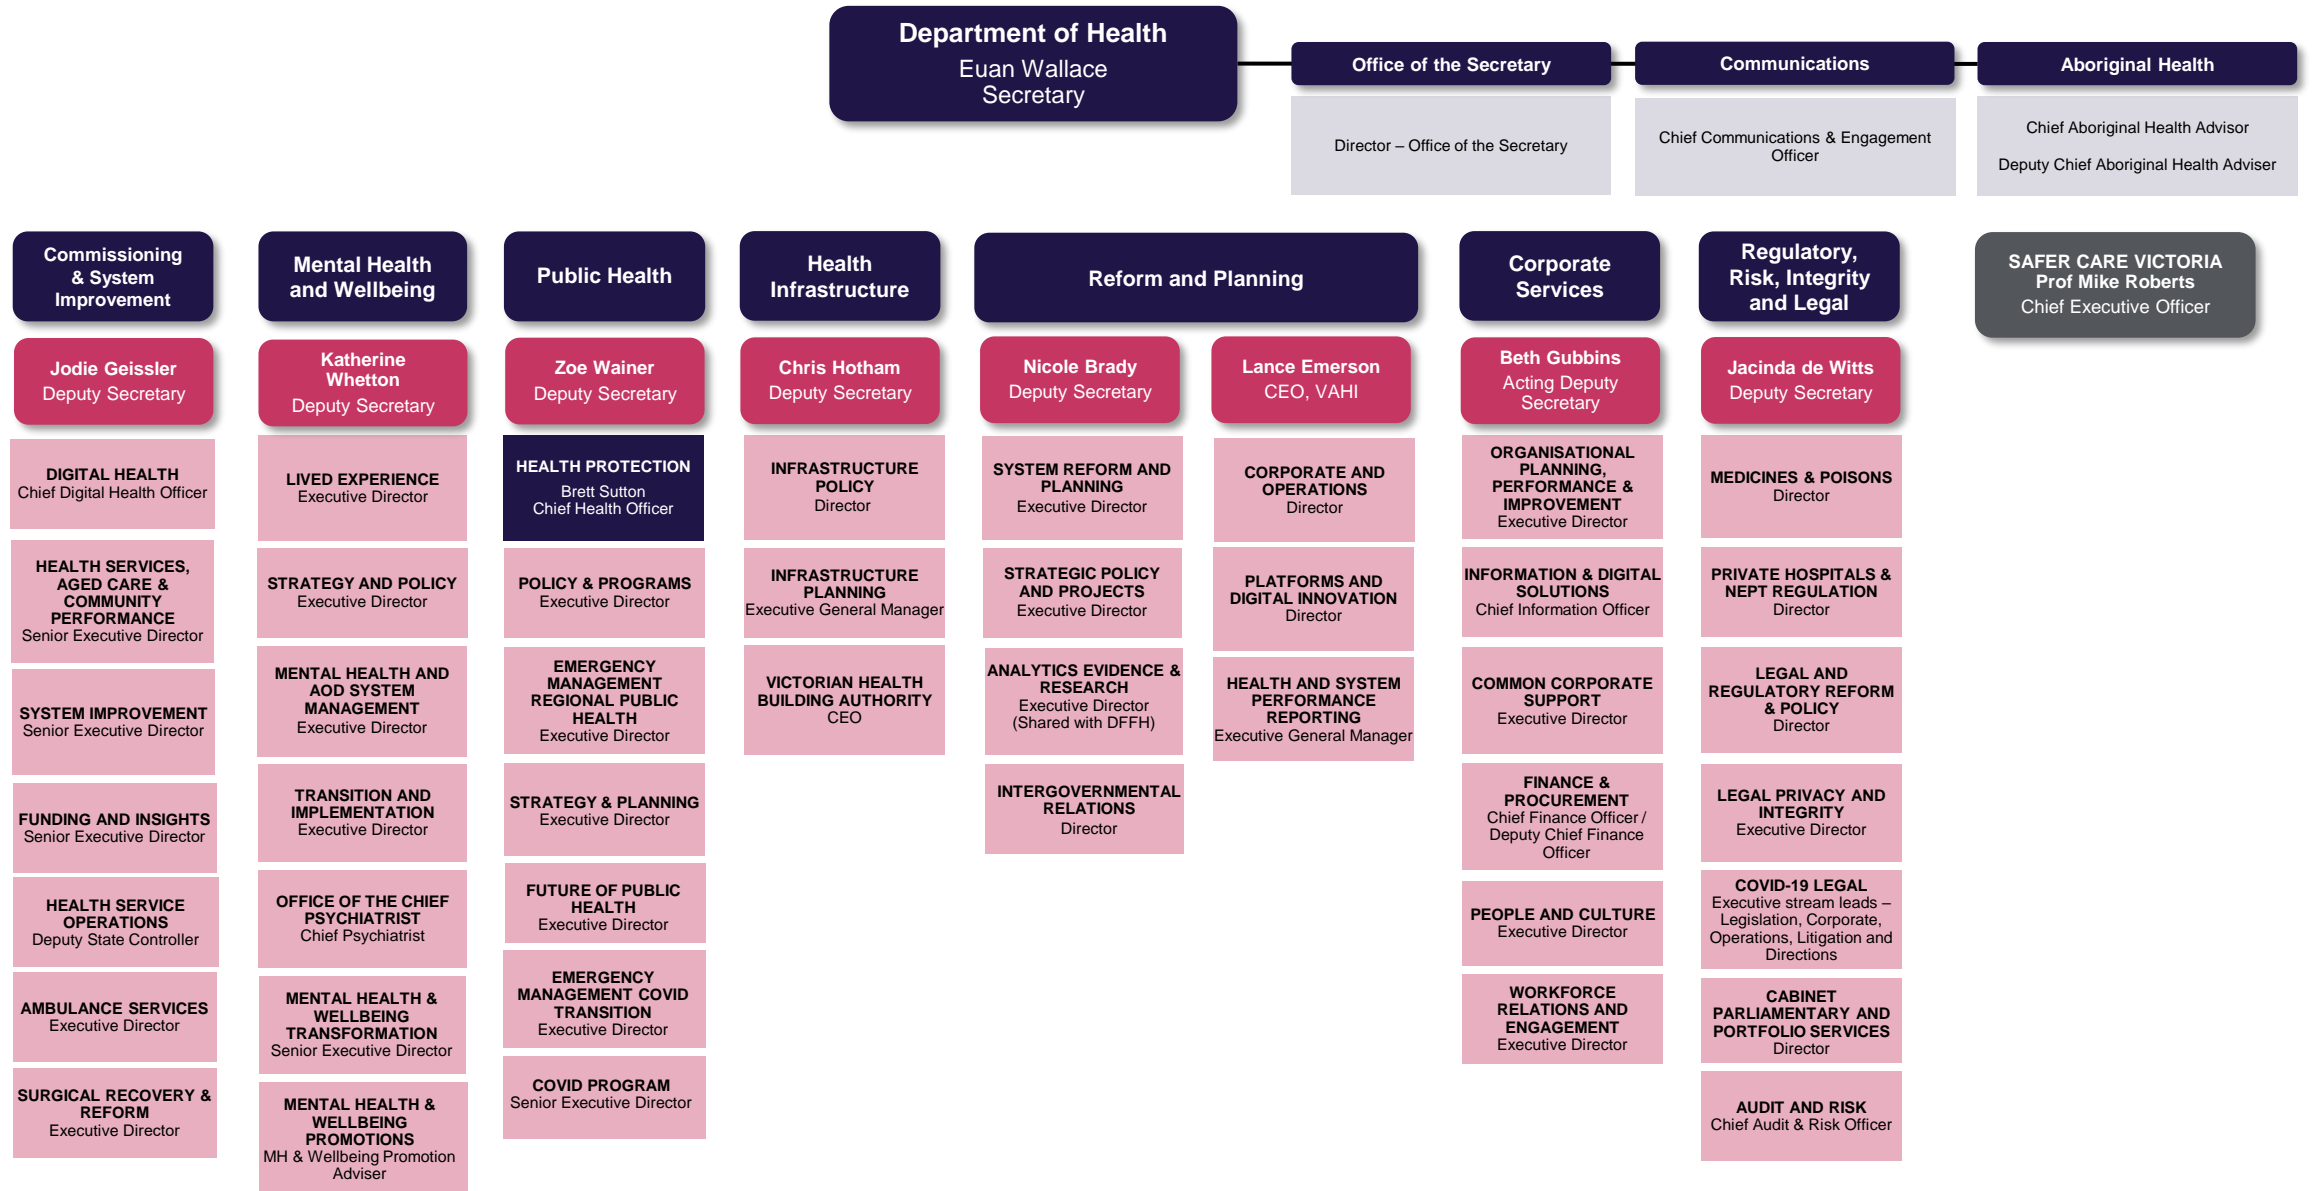 Department of Health
Euan Wallace
Secretary
Office of the Secretary
Director – Office of the Secretary
Communications
Chief Communications & Engagement
Officer
Aboriginal Health
Chief Aboriginal Health Advisor
Deputy Chief Aboriginal Health Adviser
Commissioning
& System
Improvement
Jodie Geissler
Deputy Secretary
DIGITAL HEALTH
Chief Digital Health Officer
HEALTH SERVICES,
AGED CARE &
COMMUNITY
PERFORMANCE
Senior Executive Director
SYSTEM IMPROVEMENT
Senior Executive Director
FUNDING AND INSIGHTS
Senior Executive Director
HEALTH SERVICE
OPERATIONS
Deputy State Controller
AMBULANCE SERVICES
Executive Director
SURGICAL RECOVERY &
REFORM
Executive Director
Mental Health
and Wellbeing
Katherine
Whetton
Deputy Secretary
LIVED EXPERIENCE
Executive Director
STRATEGY AND POLICY
Executive Director
MENTAL HEALTH AND
AOD SYSTEM
MANAGEMENT
Executive Director
TRANSITION AND
IMPLEMENTATION
Executive Director
OFFICE OF THE CHIEF
PSYCHIATRIST
Chief Psychiatrist
MENTAL HEALTH &
WELLBEING
TRANSFORMATION
Senior Executive Director
MENTAL HEALTH &
WELLBEING
PROMOTIONS
MH & Wellbeing Promotion
Adviser
Public Health
Zoe Wainer
Deputy Secretary
HEALTH PROTECTION
Brett Sutton
Chief Health Officer
POLICY & PROGRAMS
Executive Director
EMERGENCY
MANAGEMENT
REGIONAL PUBLIC
HEALTH
Executive Director
STRATEGY & PLANNING
Executive Director
FUTURE OF PUBLIC
HEALTH
Executive Director
EMERGENCY
MANAGEMENT COVID
TRANSITION
Executive Director
COVID PROGRAM
Senior Executive Director
Health
Infrastructure
Chris Hotham
Deputy Secretary
INFRASTRUCTURE
POLICY
Director
INFRASTRUCTURE
PLANNING
Executive General Manager
VICTORIAN HEALTH
BUILDING AUTHORITY
CEO
Reform and Planning
Nicole Brady
Deputy Secretary
SYSTEM REFORM AND
PLANNING
Executive Director
STRATEGIC POLICY
AND PROJECTS
Executive Director
ANALYTICS EVIDENCE &
RESEARCH
Executive Director
(Shared with DFFH)
INTERGOVERNMENTAL
RELATIONS
Director
Lance Emerson
CEO, VAHI
CORPORATE AND
OPERATIONS
Director
PLATFORMS AND
DIGITAL INNOVATION
Director
HEALTH AND SYSTEM
PERFORMANCE
REPORTING
Executive General Manager
Corporate
Services
Beth Gubbins
Acting Deputy
Secretary
ORGANISATIONAL
PLANNING,
PERFORMANCE &
IMPROVEMENT
Executive Director
INFORMATION & DIGITAL
SOLUTIONS
Chief Information Officer
COMMON CORPORATE
SUPPORT
Executive Director
FINANCE &
PROCUREMENT
Chief Finance Officer /
Deputy Chief Finance
Officer
PEOPLE AND CULTURE
Executive Director
WORKFORCE
RELATIONS AND
ENGAGEMENT
Executive Director
Regulatory,
Risk, Integrity
and Legal
Jacinda de Witts
Deputy Secretary
MEDICINES & POISONS
Director
PRIVATE HOSPITALS &
NEPT REGULATION
Director
LEGAL AND
REGULATORY REFORM
& POLICY
Director
LEGAL PRIVACY AND
INTEGRITY
Executive Director
COVID-19 LEGAL
Executive stream leads –
Legislation, Corporate,
Operations, Litigation and
Directions
CABINET
PARLIAMENTARY AND
PORTFOLIO SERVICES
Director
AUDIT AND RISK
Chief Audit & Risk Officer
SAFER CARE VICTORIA
Prof Mike Roberts
Chief Executive Officer